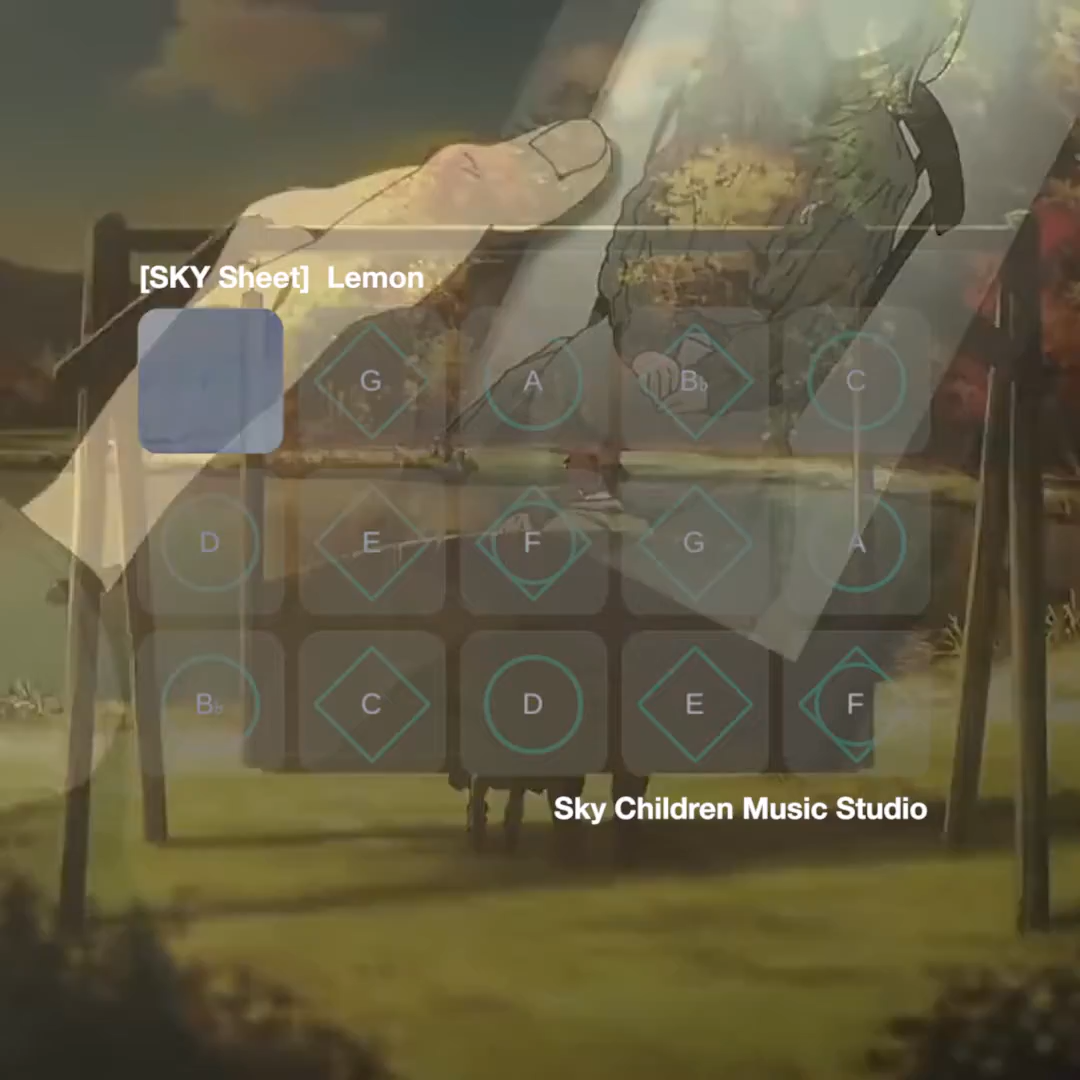 [SKY Sheet] Lemon
G A B♭ C
D E F G A
B♭ C D E F
Sky Children Music Studio